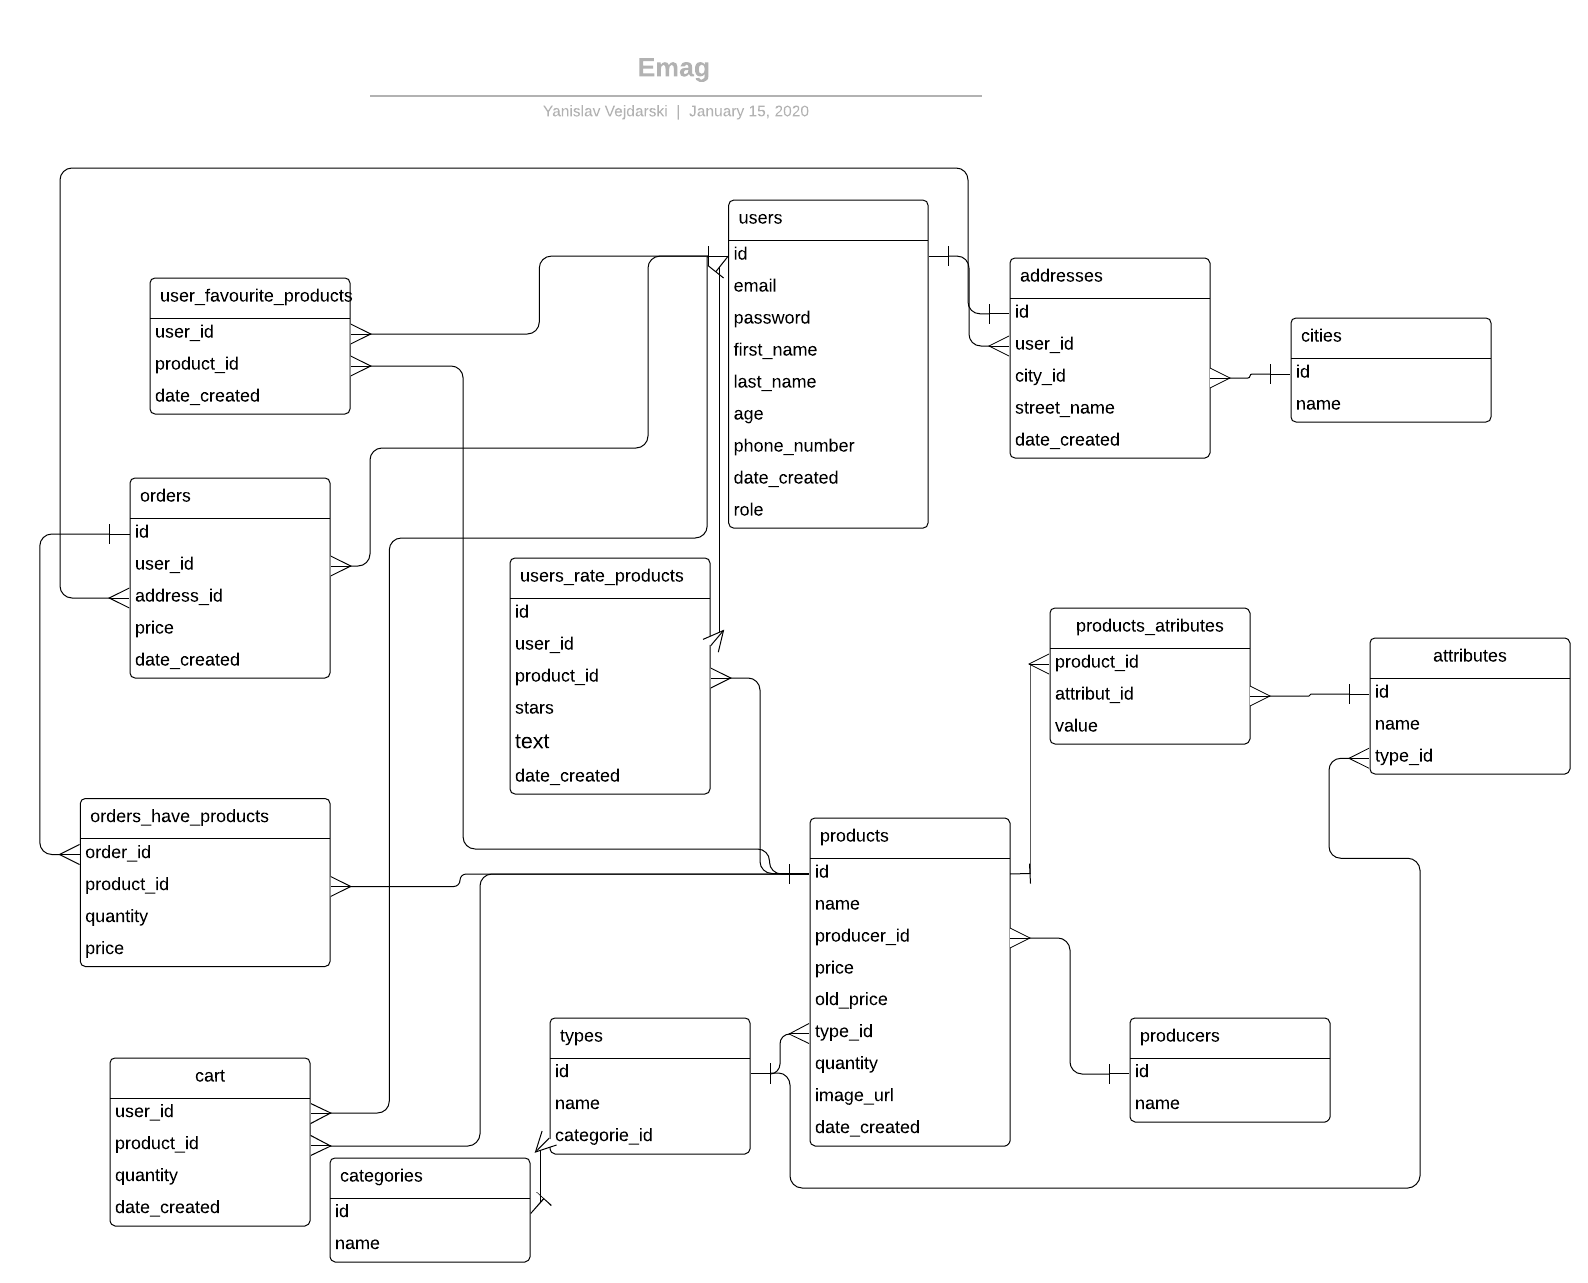 Emag
Yanislav Vejdarski | January 15, 2020
users
id
email
password
first_name
last_name
age
phone_number
date_created
role
addresses
id
user_id
city_id
street_name
date_created
cities
id
name
user_favourite_products
user_id
product_id
date_created
orders
id
user_id
address_id
price
date_created
users_rate_products
id
user_id
product_id
stars
text
date_created
products_atributes
product_id
attribut_id
value
attributes
id
name
type_id
orders_have_products
order_id
product_id
quantity
price
products
id
name
producer_id
price
old_price
type_id
quantity
image_url
date_created
types
id
name
categorie_id
producers
id
name
cart
user_id
product_id
quantity
date_created
categories
id
name